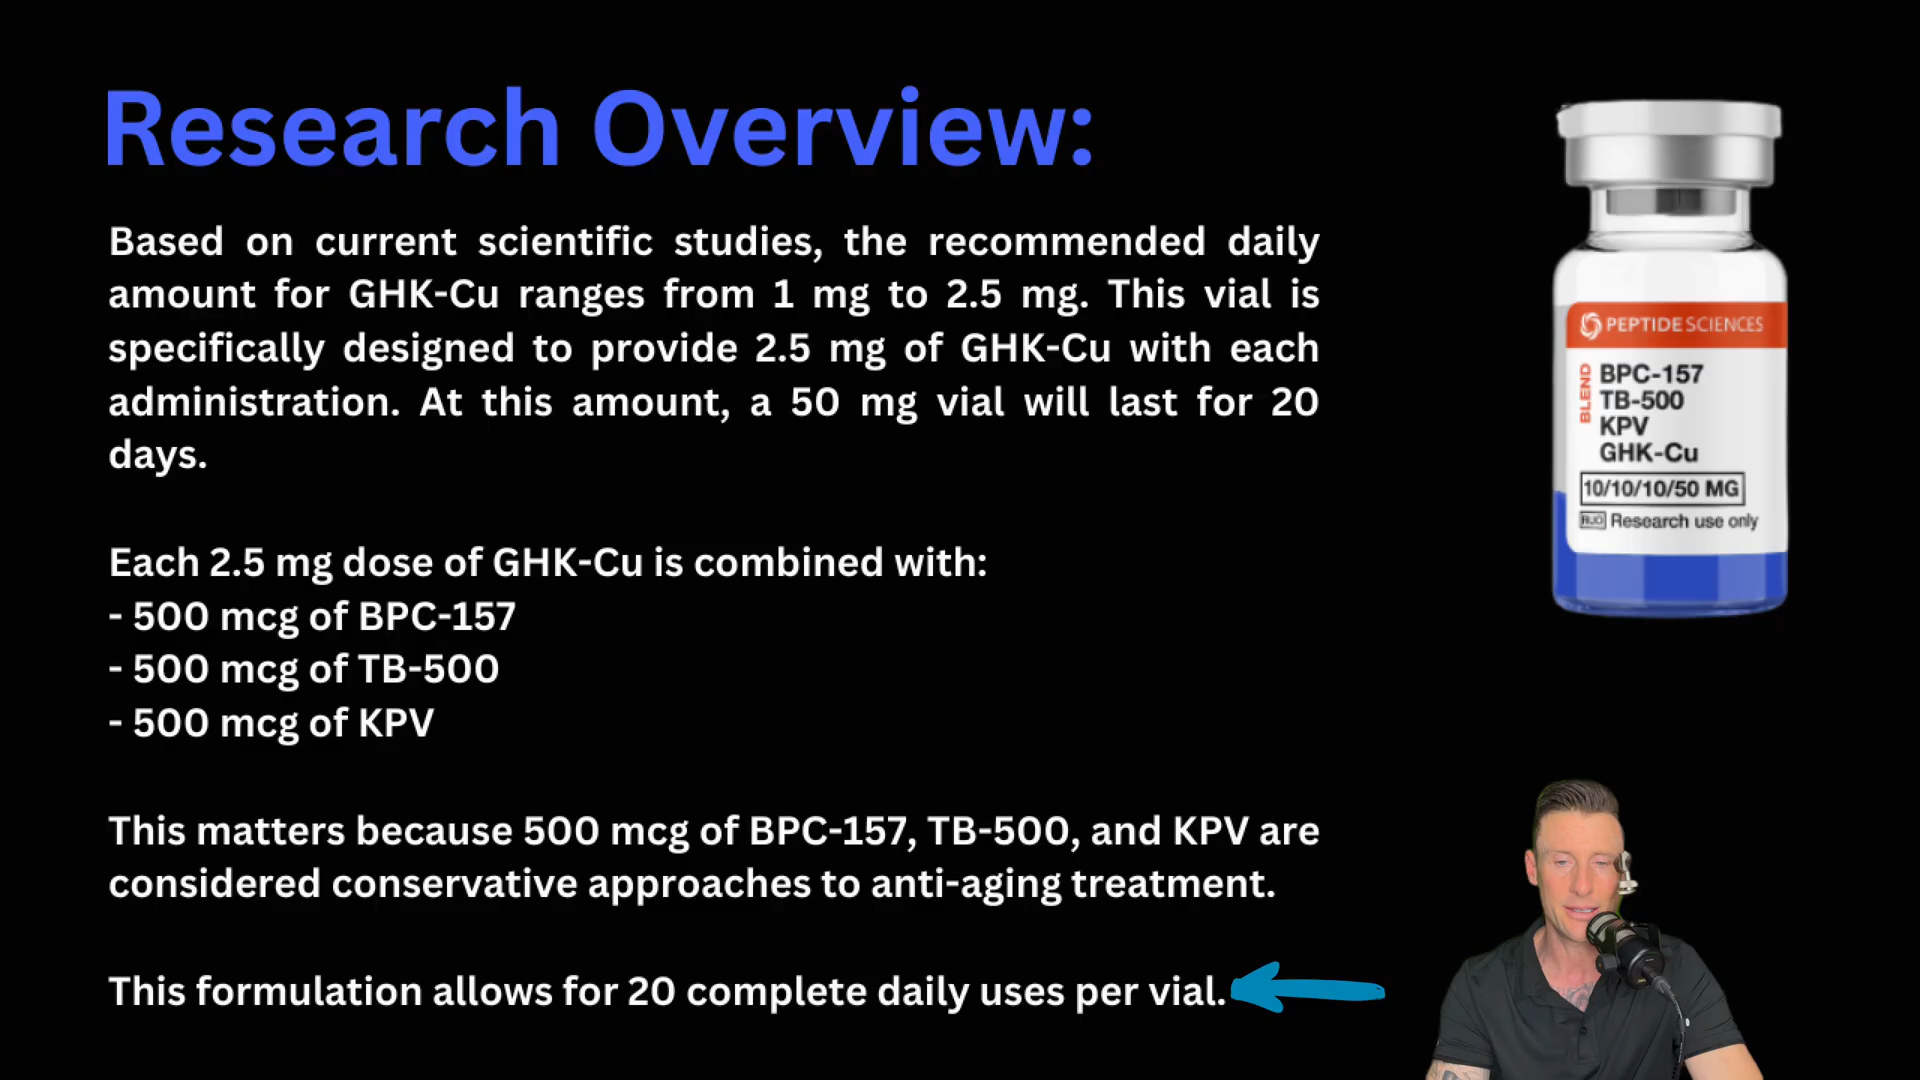 Research Overview:
Based on current scientific studies, the recommended daily
amount for GHK-Cu ranges from 1 mg to 2.5 mg. This vial is
specifically designed to provide 2.5 mg of GHK-Cu with each
administration. At this amount, a 50 mg vial will last for 20
days.
Each 2.5 mg dose of GHK-Cu is combined with:
- 500 mcg of BPC-157
- 500 mcg of TB-500
- 500 mcg of KPV
This matters because 500 mcg of BPC-157, TB-500, and KPV are
considered conservative approaches to anti-aging treatment.
This formulation allows for 20 complete daily uses per vial.
PEPTIDE SCIENCES
BLEND
BPC-157
TB-500
KPV
GHK-Cu
10/10/10/50 MG
RUO Research use only